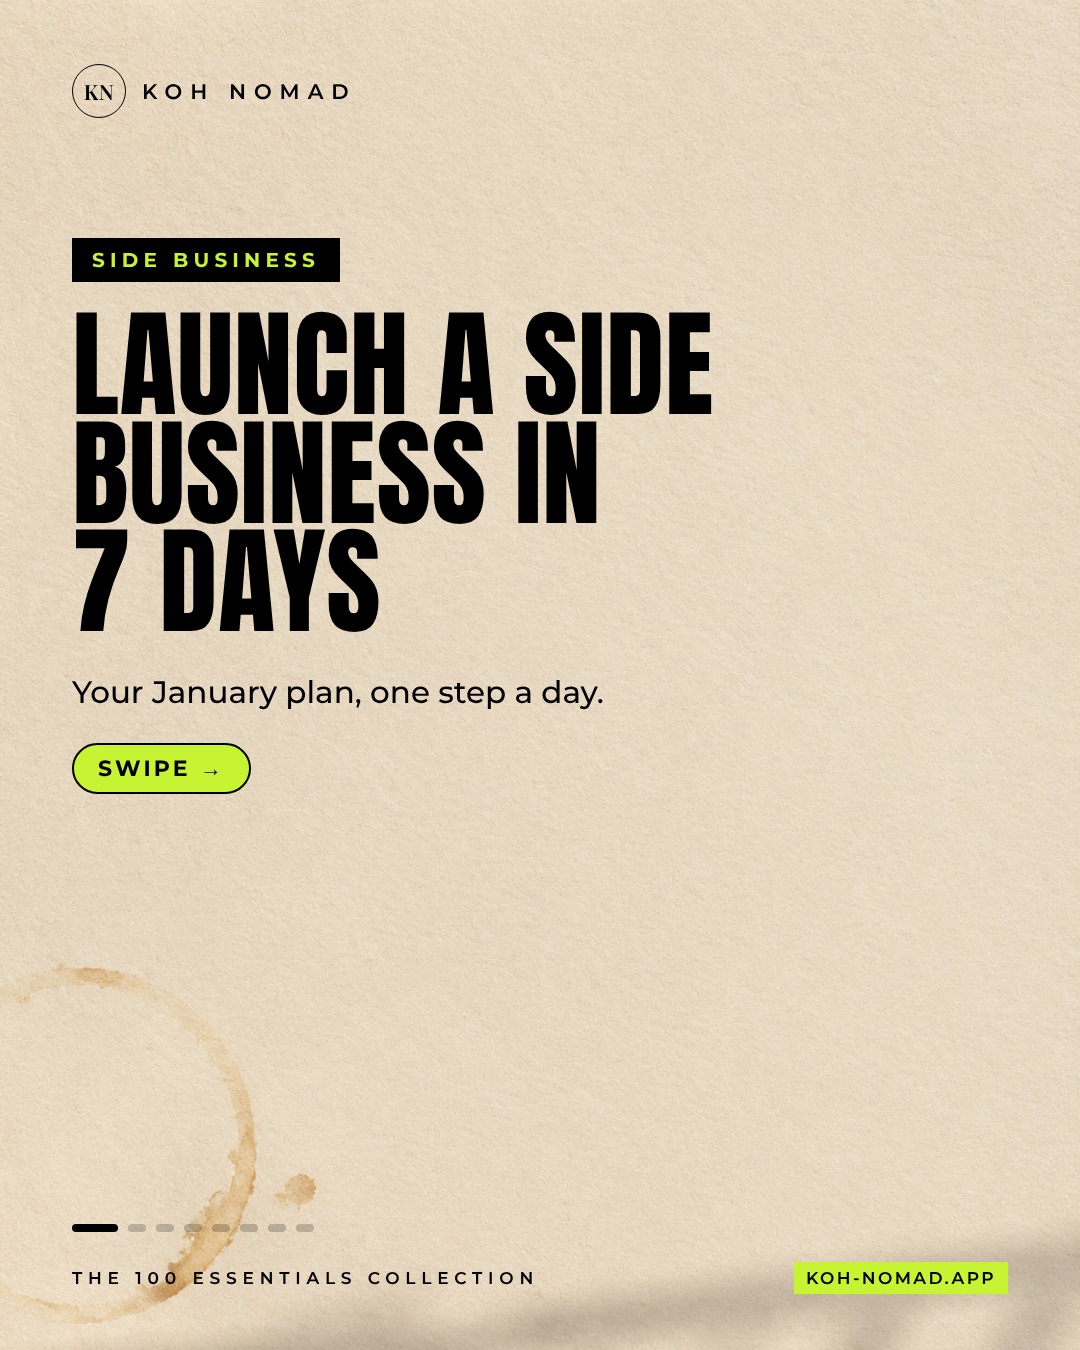 KN KOH NOMAD
SIDE BUSINESS
LAUNCH A SIDE
BUSINESS IN
7 DAYS
Your January plan, one step a day.
SWIPE →
THE 100 ESSENTIALS COLLECTION
KOH-NOMAD.APP